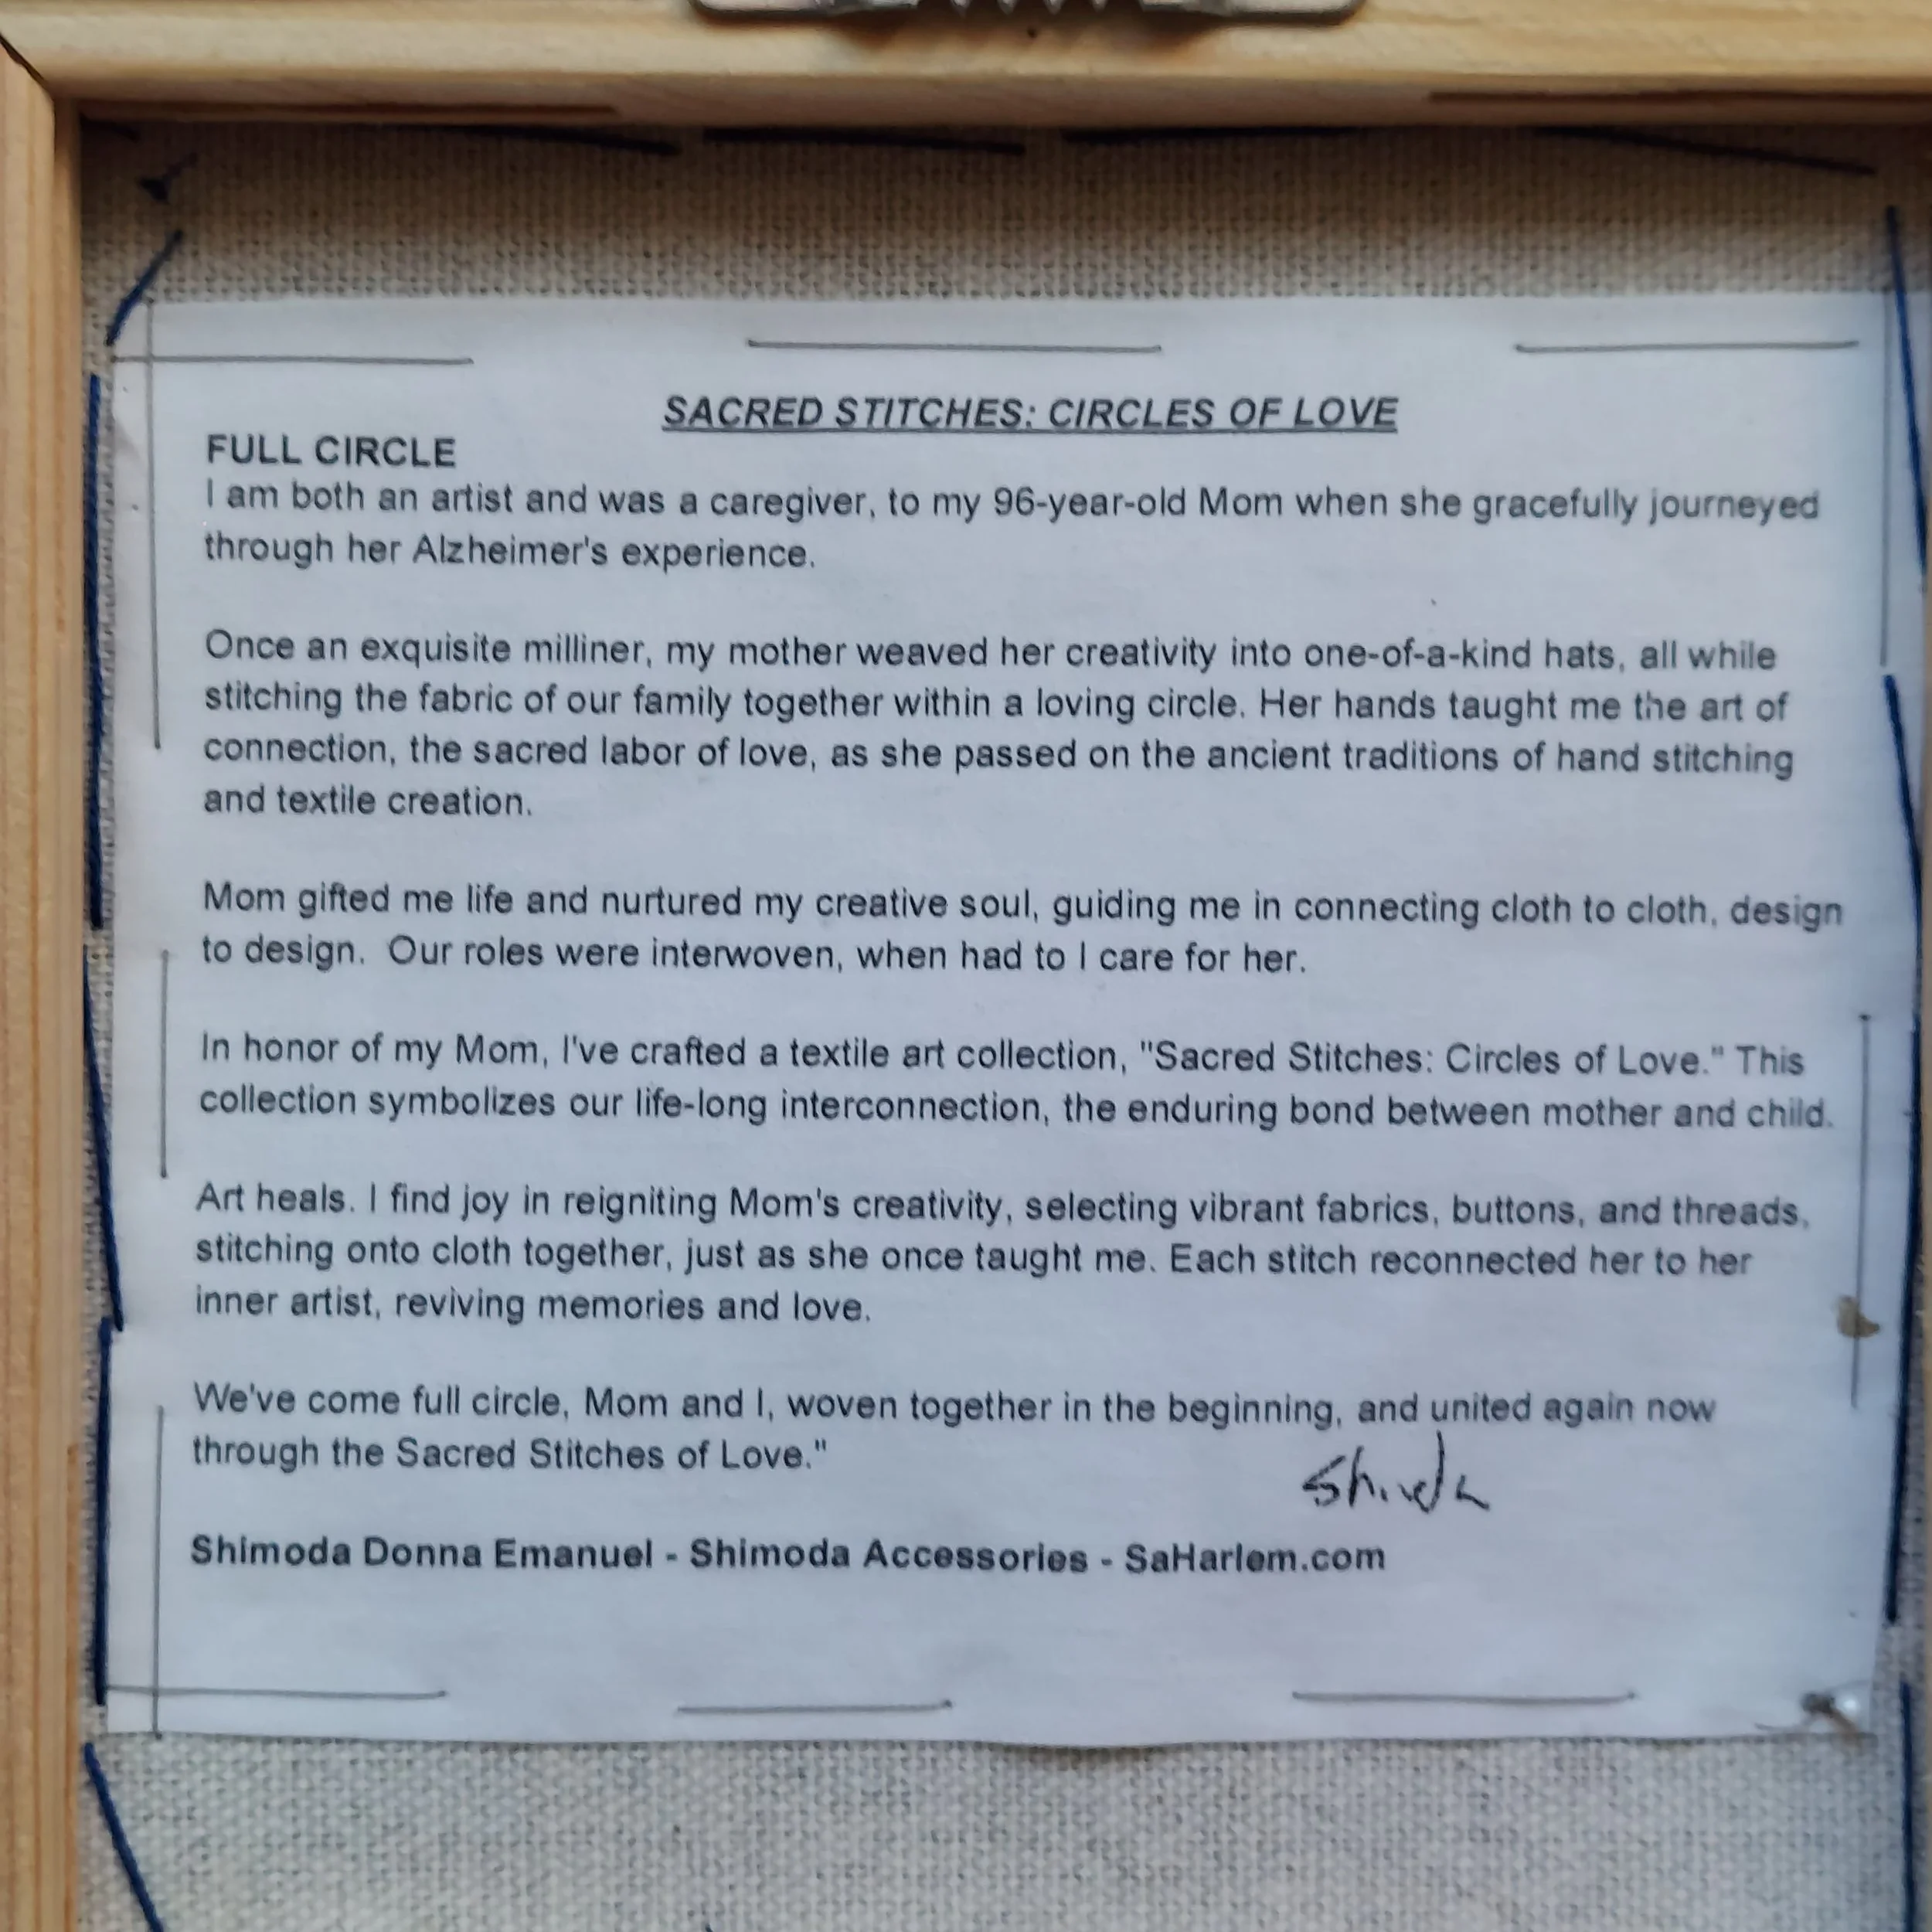 SACRED STITCHES: CIRCLES OF LOVE
FULL CIRCLE
I am both an artist and was a caregiver, to my 96-year-old Mom when she gracefully journeyed
through her Alzheimer's experience.
Once an exquisite milliner, my mother weaved her creativity into one-of-a-kind hats, all while
stitching the fabric of our family together within a loving circle. Her hands taught me the art of
connection, the sacred labor of love, as she passed on the ancient traditions of hand stitching
and textile creation.
Mom gifted me life and nurtured my creative soul, guiding me in connecting cloth to cloth, design
to design.  Our roles were interwoven, when had to I care for her.
In honor of my Mom, I've crafted a textile art collection, "Sacred Stitches: Circles of Love." This
collection symbolizes our life-long interconnection, the enduring bond between mother and child.
Art heals. I find joy in reigniting Mom's creativity, selecting vibrant fabrics, buttons, and threads,
stitching onto cloth together, just as she once taught me. Each stitch reconnected her to her
inner artist, reviving memories and love.
We've come full circle, Mom and I, woven together in the beginning, and united again now
through the Sacred Stitches of Love."
Shimoda Donna Emanuel - Shimoda Accessories - SaHarlem.com